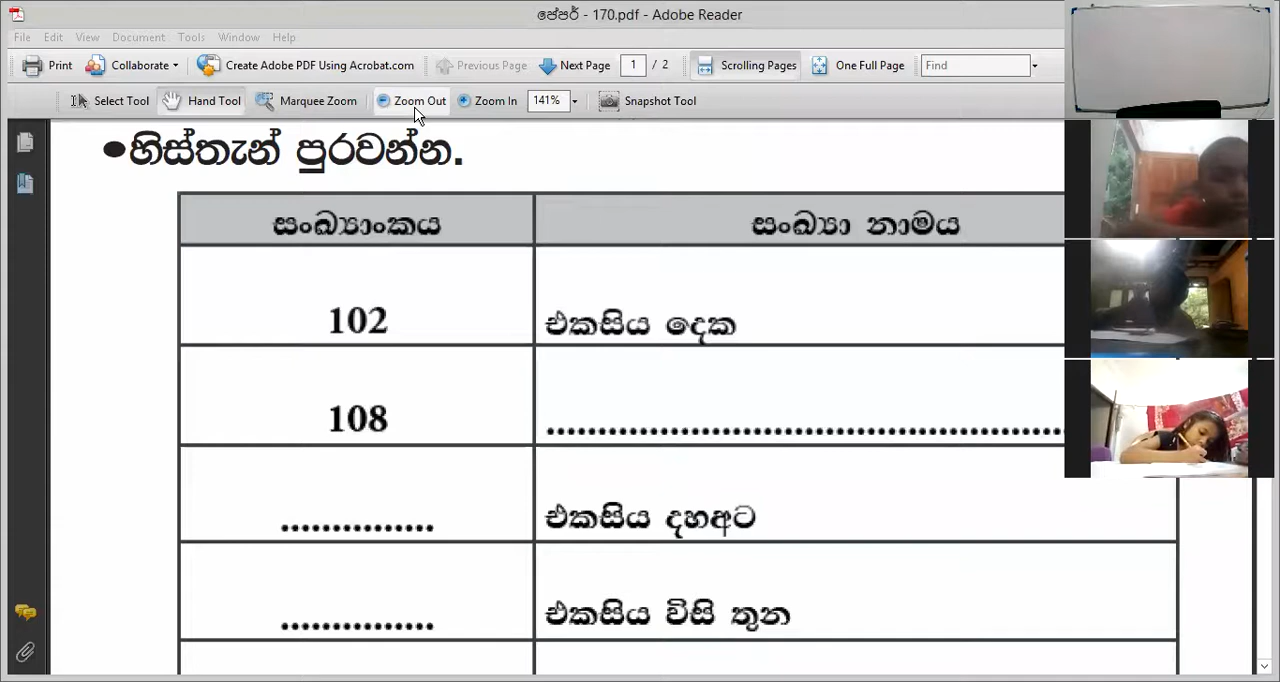 පේපර් - 170.pdf - Adobe Reader
File Edit View Document Tools Window Help
Print Collaborate Create Adobe PDF Using Acrobat.com Previous Page Next Page 1 / 2 Scrolling Pages One Full Page Find
Select Tool Hand Tool Marquee Zoom Zoom Out Zoom In 141% Snapshot Tool
●හිස්තැන් පුරවන්න.
සංඛ්‍යාංකය සංඛ්‍යා නාමය
102 එකසිය දෙක
108 ............................................................
............... එකසිය දහඅට
............... එකසිය විසි තුන